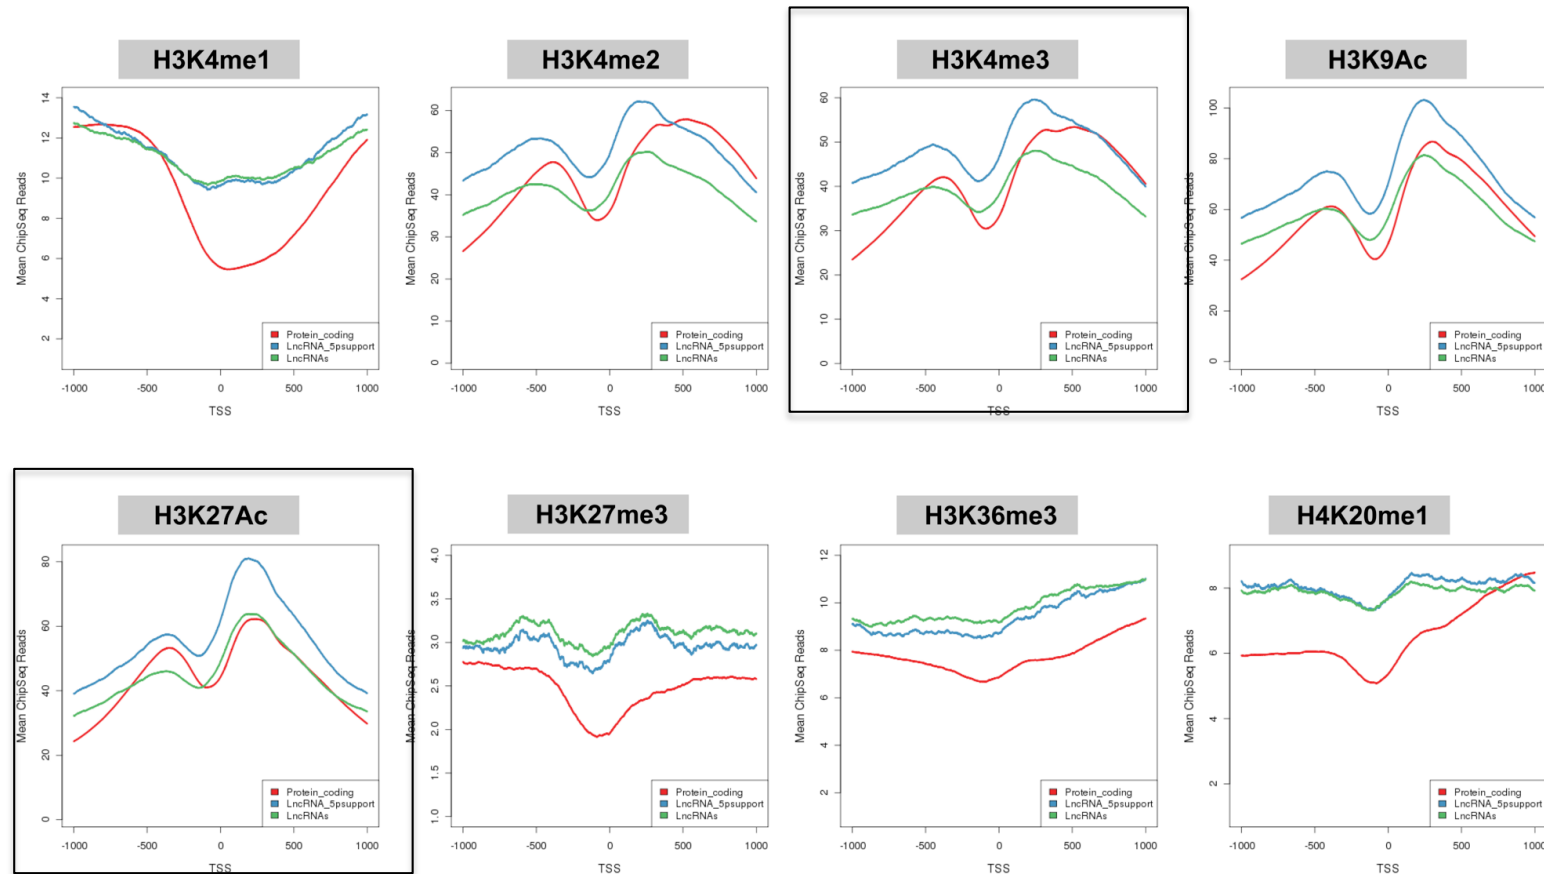 H3K4me1
14
12
10
8
6
4
2
Mean ChipSeq Reads
Protein_coding
LncRNA_5psupport
LncRNAs
-1000 -500 0 500 1000
TSS
H3K4me2
60
50
40
30
20
10
0
Mean ChipSeq Reads
Protein_coding
LncRNA_5psupport
LncRNAs
-1000 -500 0 500 1000
TSS
H3K4me3
60
50
40
30
20
10
0
Mean ChipSeq Reads
Protein_coding
LncRNA_5psupport
LncRNAs
-1000 -500 0 500 1000
TSS
H3K9Ac
100
80
60
40
20
0
Mean ChipSeq Reads
Protein_coding
LncRNA_5psupport
LncRNAs
-1000 -500 0 500 1000
TSS
H3K27Ac
80
60
40
20
0
Mean ChipSeq Reads
Protein_coding
LncRNA_5psupport
LncRNAs
-1000 -500 0 500 1000
TSS
H3K27me3
4.0
3.5
3.0
2.5
2.0
1.5
1.0
Mean ChipSeq Reads
Protein_coding
LncRNA_5psupport
LncRNAs
-1000 -500 0 500 1000
TSS
H3K36me3
12
10
8
6
4
2
Mean ChipSeq Reads
Protein_coding
LncRNA_5psupport
LncRNAs
-1000 -500 0 500 1000
TSS
H4K20me1
8
6
4
2
Mean ChipSeq Reads
Protein_coding
LncRNA_5psupport
LncRNAs
-1000 -500 0 500 1000
TSS